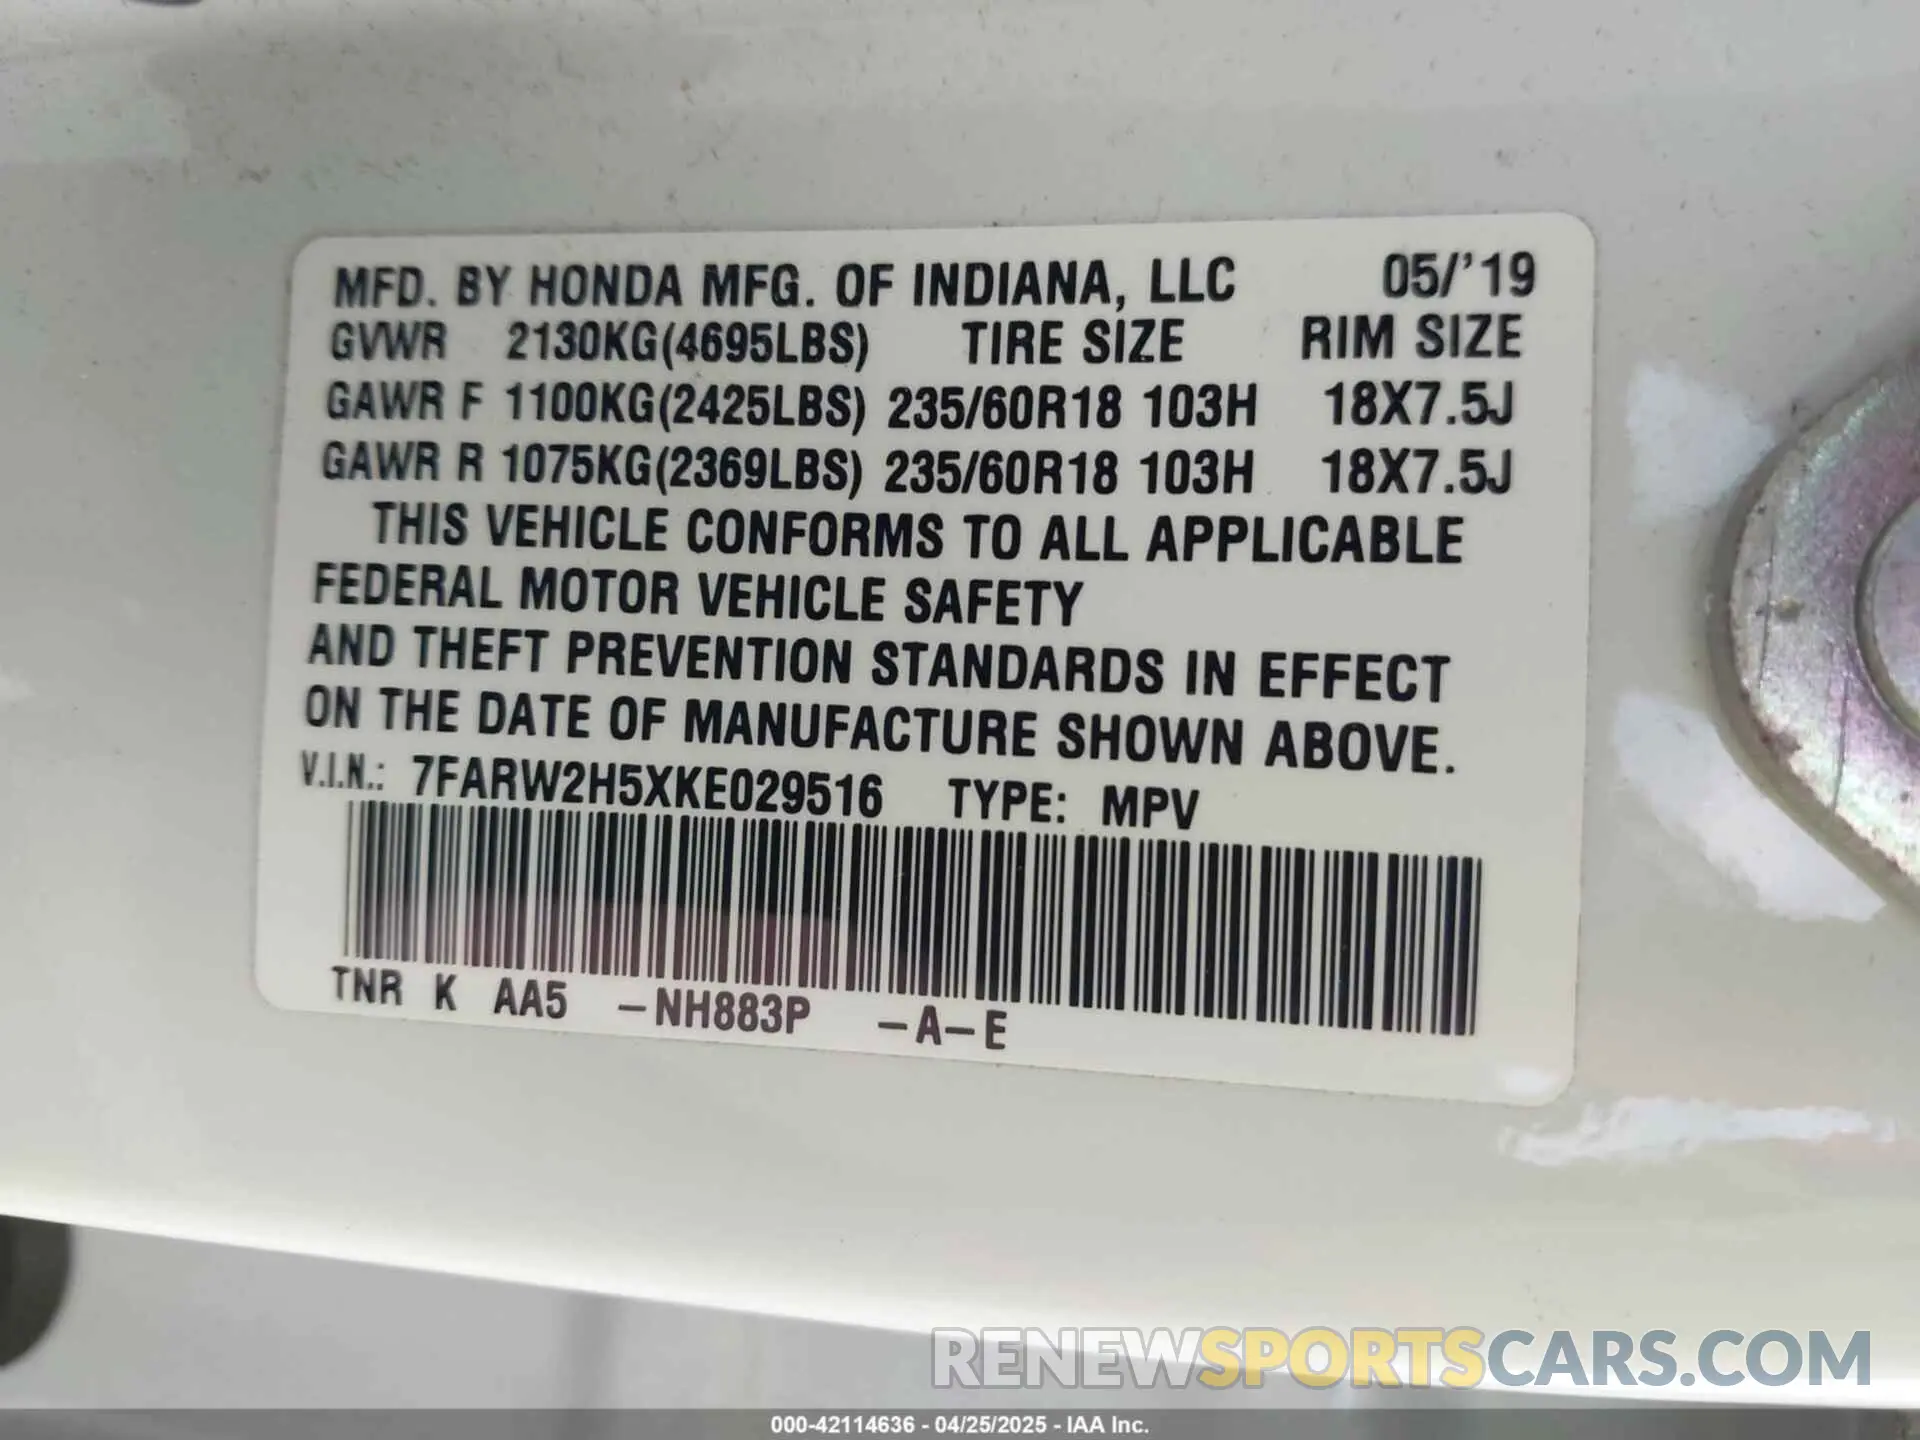 MFD. BY HONDA MFG. OF INDIANA, LLC 05/'19
GVWR 2130KG(4695LBS) TIRE SIZE RIM SIZE
GAWR F 1100KG(2425LBS) 235/60R18 103H 18X7.5J
GAWR R 1075KG(2369LBS) 235/60R18 103H 18X7.5J
THIS VEHICLE CONFORMS TO ALL APPLICABLE
FEDERAL MOTOR VEHICLE SAFETY
AND THEFT PREVENTION STANDARDS IN EFFECT
ON THE DATE OF MANUFACTURE SHOWN ABOVE.
V.I.N.: 7FARW2H5XKE029516 TYPE: MPV
TNR K AA5 -NH883P -A-E
RENEWSPORTSCARS.COM
000-42114636 - 04/25/2025 - IAA Inc.